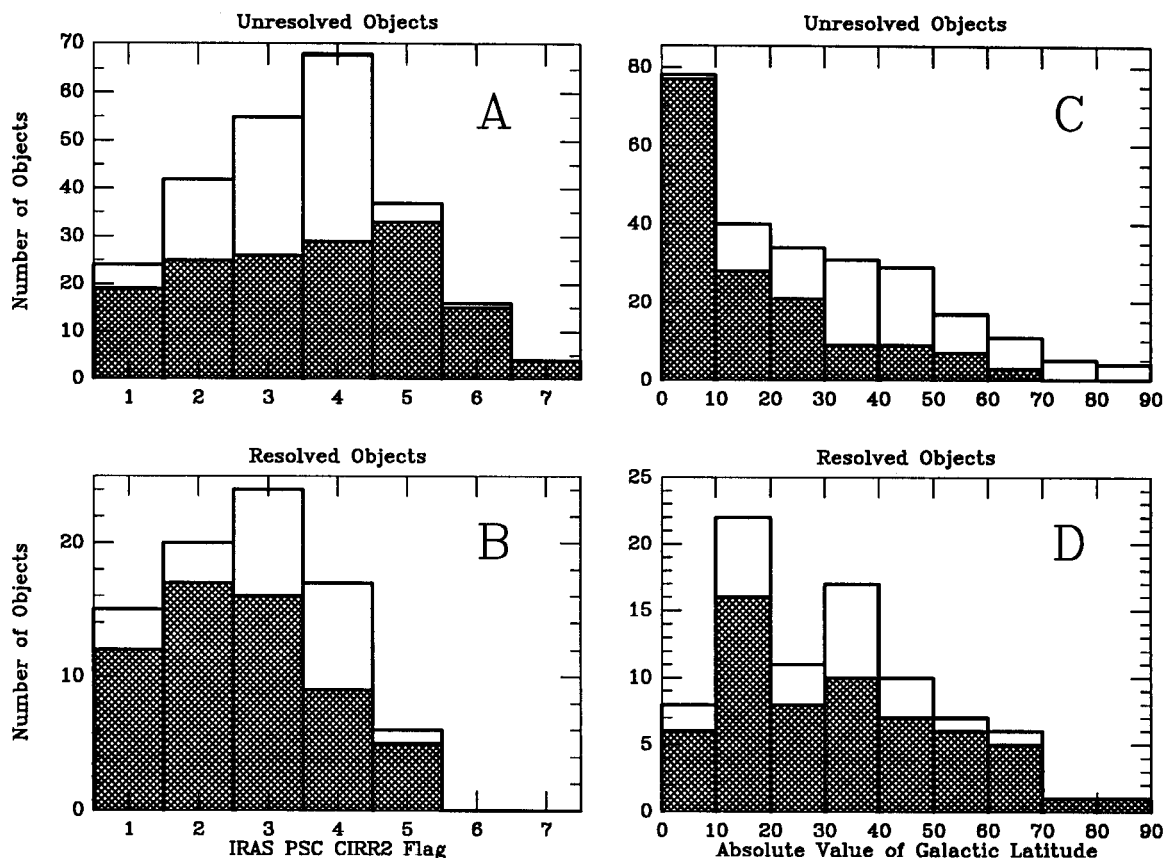 Unresolved Objects
70
60
50
40
30
20
10
0
Number of Objects
A
1 2 3 4 5 6 7
Unresolved Objects
80
60
40
20
0
C
0 10 20 30 40 50 60 70 80 90
Resolved Objects
20
10
0
Number of Objects
B
1 2 3 4 5 6 7
IRAS PSC CIRR2 Flag
Resolved Objects
25
20
15
10
5
0
D
0 10 20 30 40 50 60 70 80 90
Absolute Value of Galactic Latitude